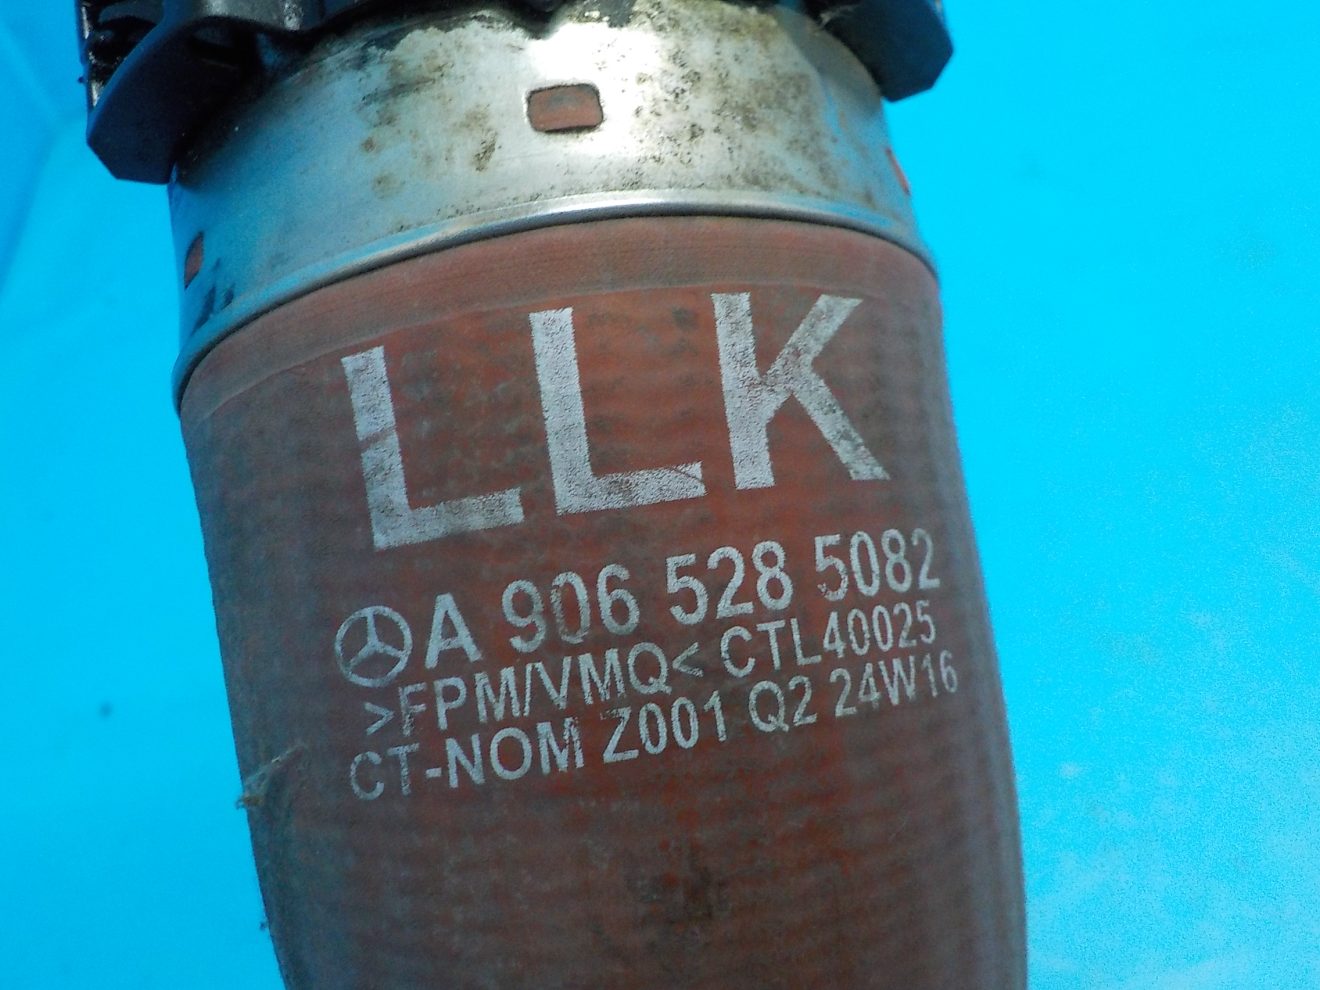 LLK
A 906 528 5082
>FPM/VMQ< CTL40025
CT-NOM Z001 Q2 24W16